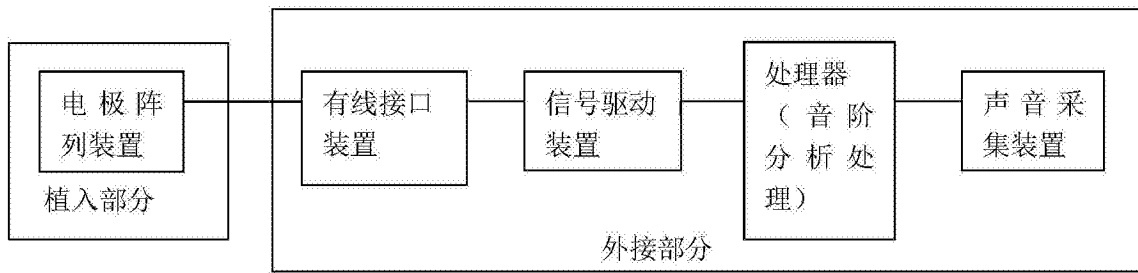 电极阵
列装置
植入部分
有线接口
装置
信号驱动
装置
处理器
（音阶
分析处
理）
声音采
集装置
外接部分